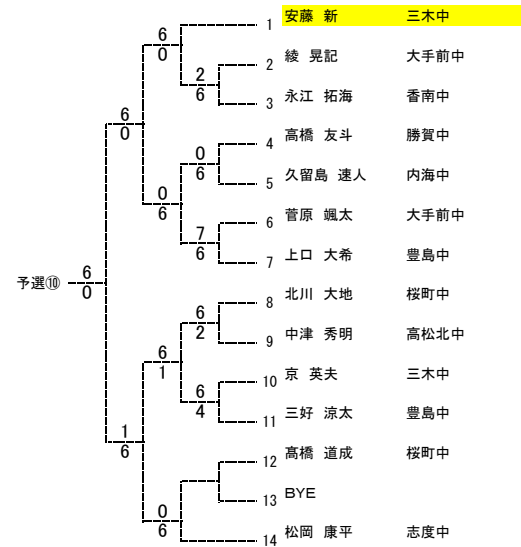 1 安藤 新 三木中
6
0
綾 晃記 大手前中
2
2
6
3 永江 拓海 香南中
6
0
高橋 友斗 勝賀中
4
0
6
5 久留島 速人 内海中
0
6
6 菅原 颯太 大手前中
7
6
7 上口 大希 豊島中
予選⑩
6
0
8 北川 大地 桜町中
6
2
9 中津 秀明 高松北中
6
1
10 京 英夫 三木中
6
4
11 三好 涼太 豊島中
1
6
12 髙橋 道成 桜町中
13 BYE
0
6
14 松岡 康平 志度中